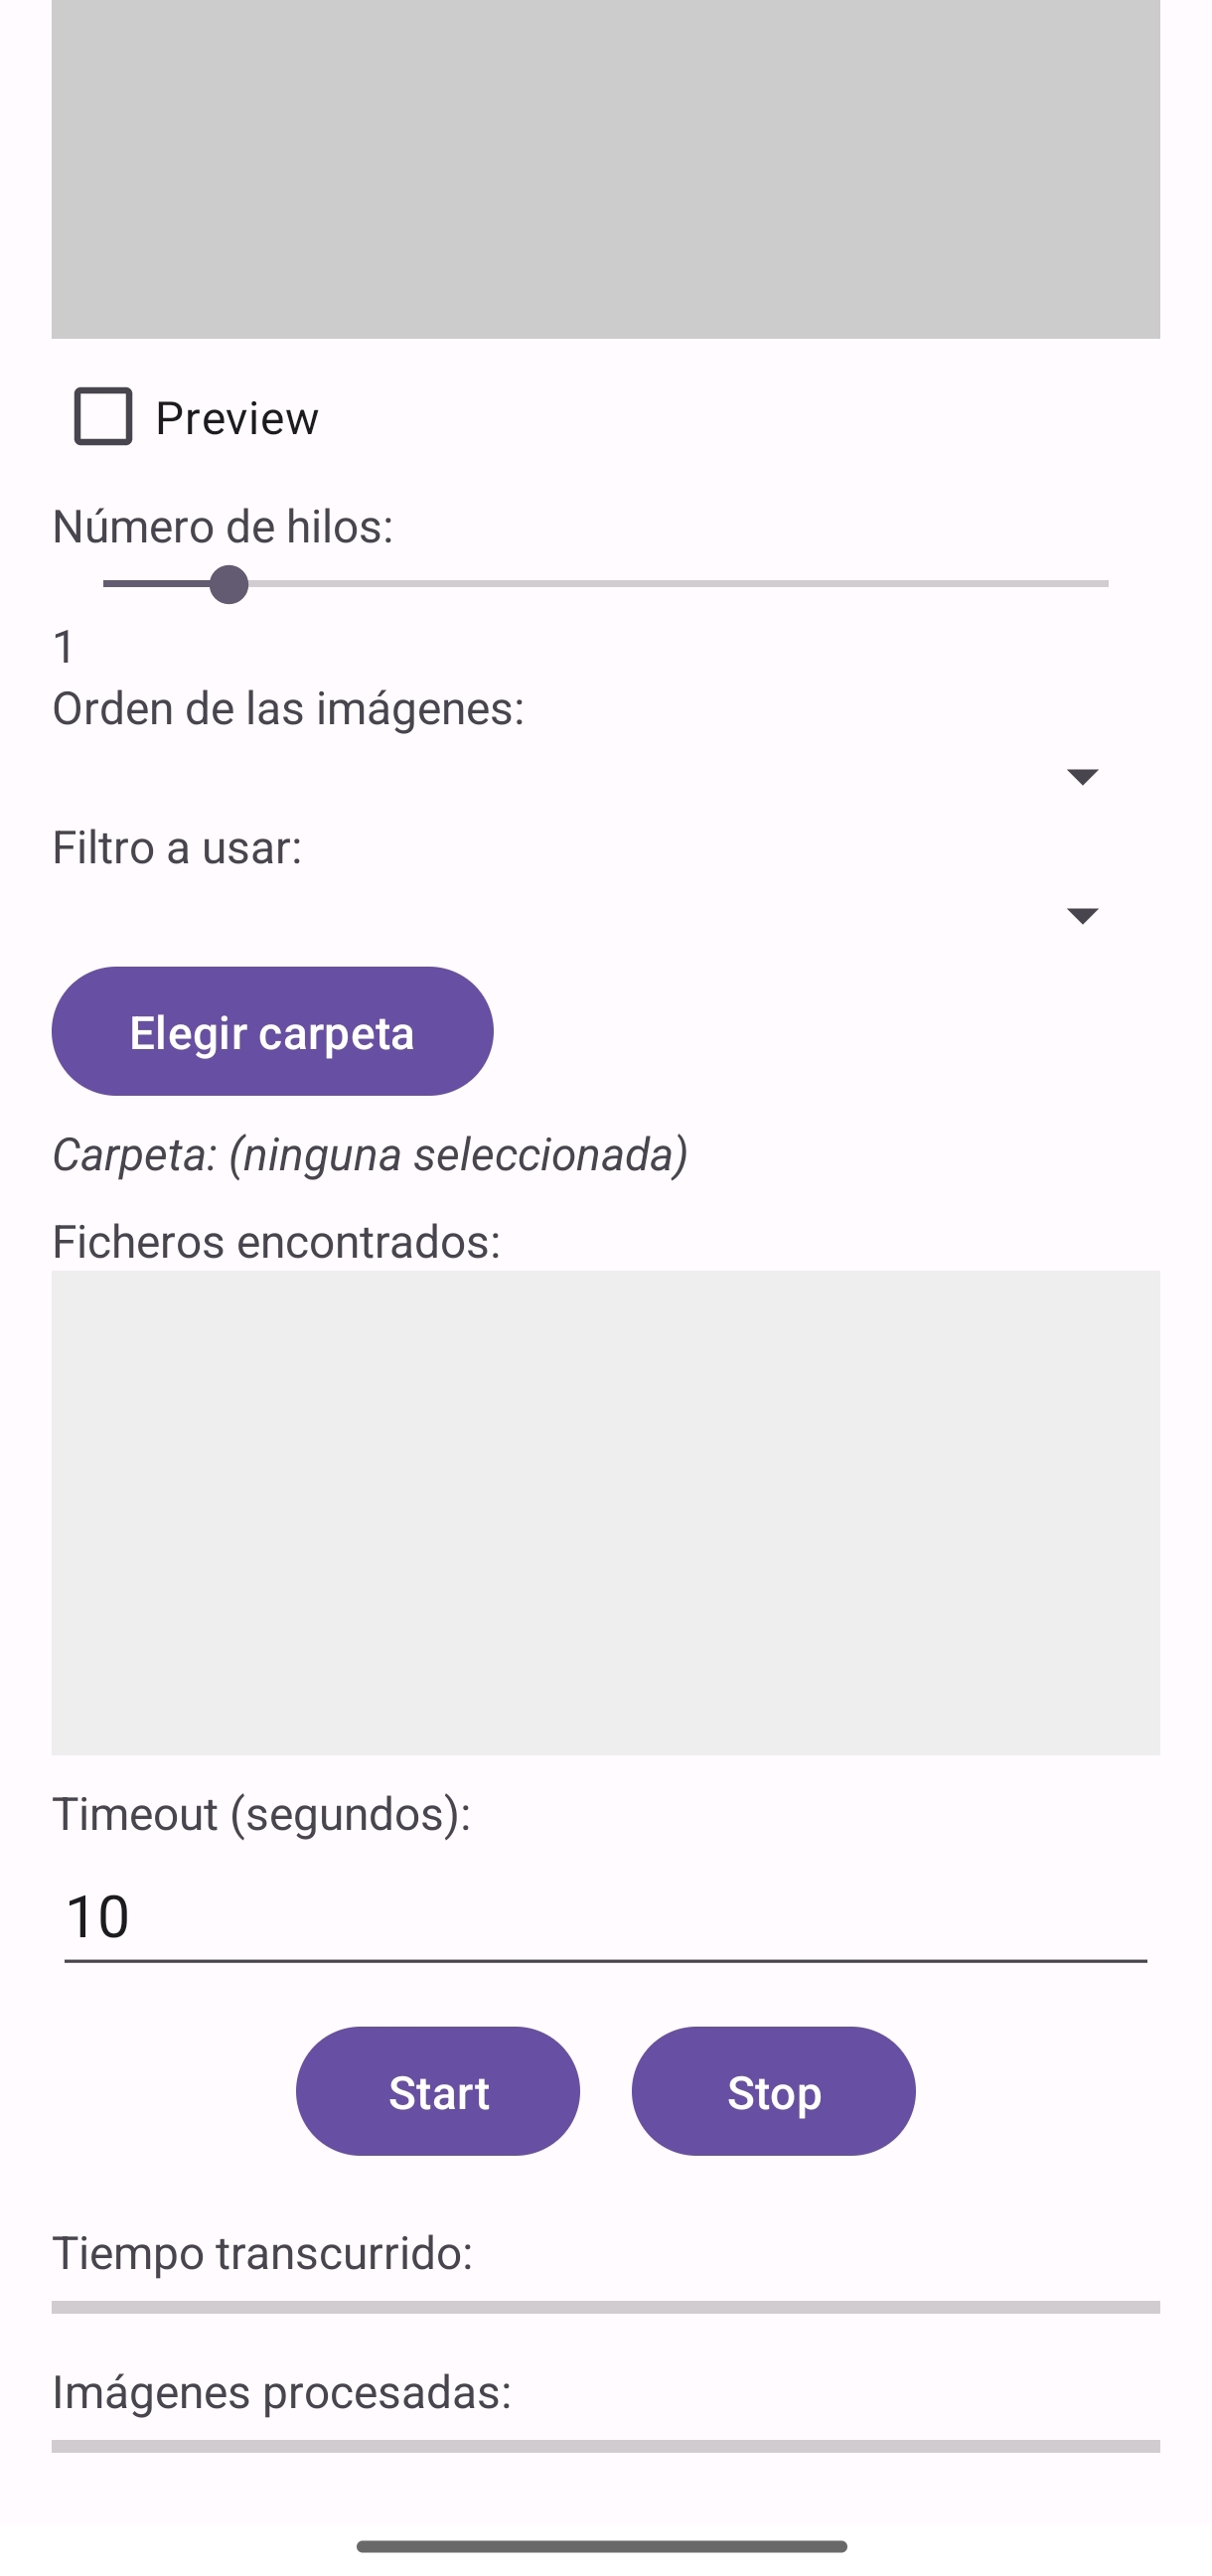 Preview
Número de hilos:
1
Orden de las imágenes:
Filtro a usar:
Elegir carpeta
Carpeta: (ninguna seleccionada)
Ficheros encontrados:
Timeout (segundos):
10
Start Stop
Tiempo transcurrido:
Imágenes procesadas: